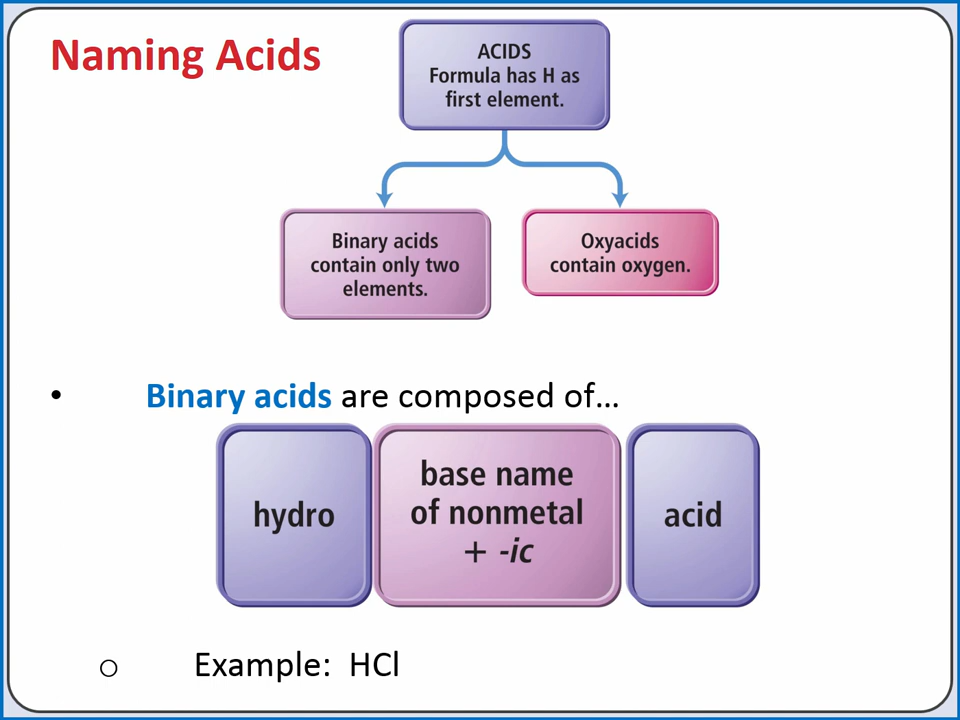 Naming Acids
ACIDS
Formula has H as
first element.
Binary acids
contain only two
elements.
Oxyacids
contain oxygen.
• Binary acids are composed of…
hydro
base name
of nonmetal
+ -ic
acid
o Example: HCl